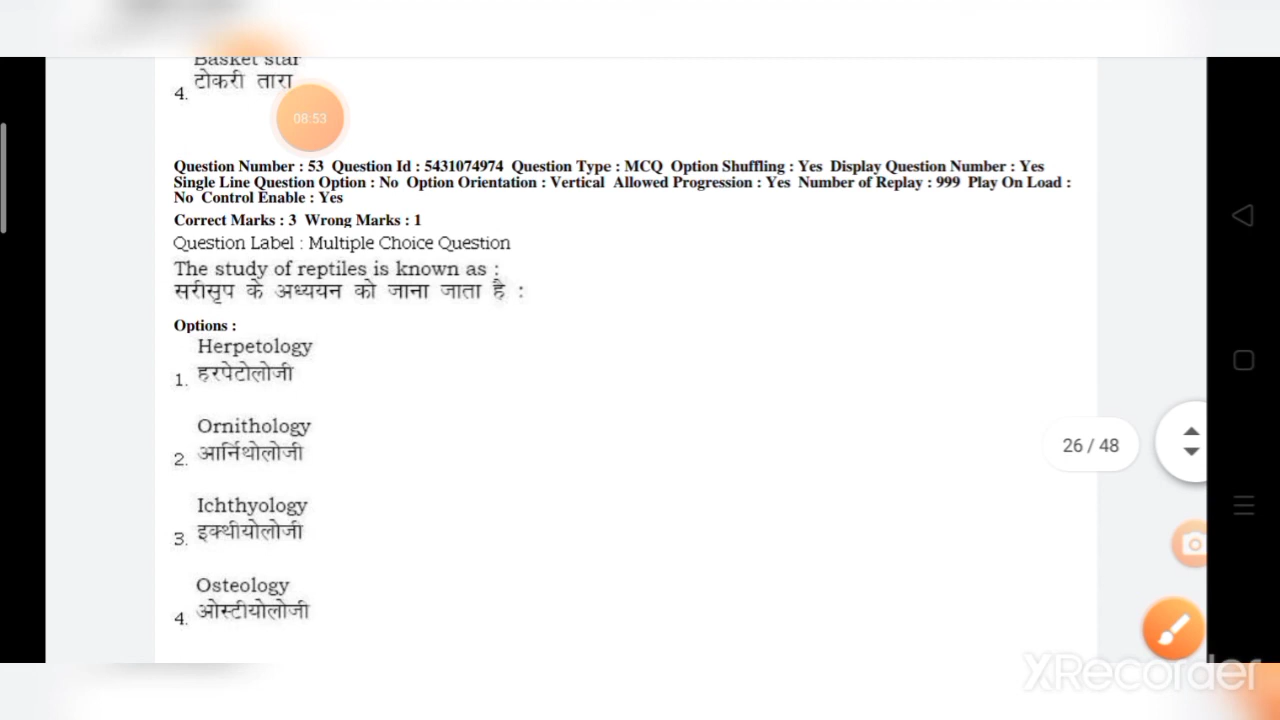 Basket star
टोकरी तारा
4.
08:53
Question Number : 53 Question Id : 5431074974 Question Type : MCQ Option Shuffling : Yes Display Question Number : Yes
Single Line Question Option : No Option Orientation : Vertical Allowed Progression : Yes Number of Replay : 999 Play On Load :
No Control Enable : Yes
Correct Marks : 3 Wrong Marks : 1
Question Label : Multiple Choice Question
The study of reptiles is known as :
सरीसृप के अध्ययन को जाना जाता है :
Options :
Herpetology
1. हरपेटोलोजी
Ornithology
2. आर्निथोलोजी
26 / 48
Ichthyology
3. इक्थीयोलोजी
Osteology
4. ओस्टीयोलोजी
XRecorder